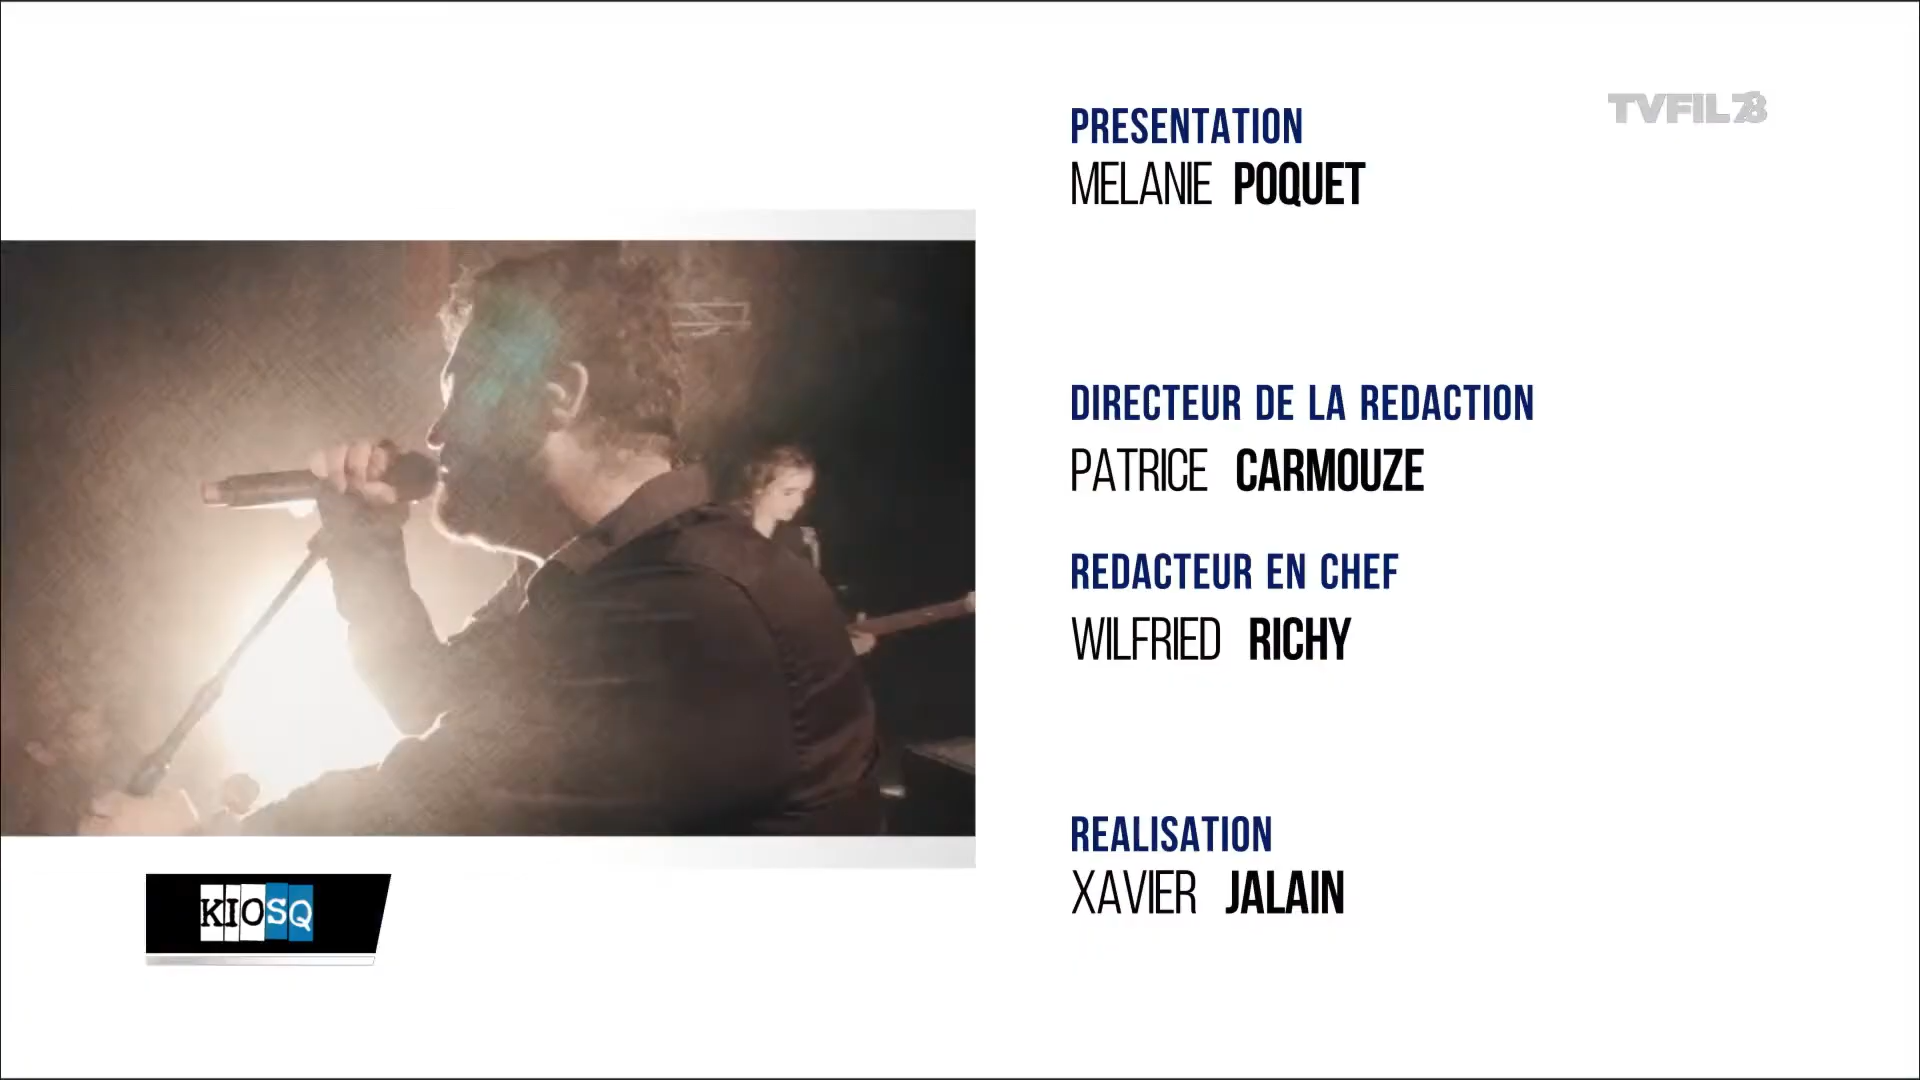 TVFIL78
PRESENTATION
MELANIE POQUET
DIRECTEUR DE LA REDACTION
PATRICE CARMOUZE
REDACTEUR EN CHEF
WILFRIED RICHY
REALISATION
XAVIER JALAIN
KIOSQ